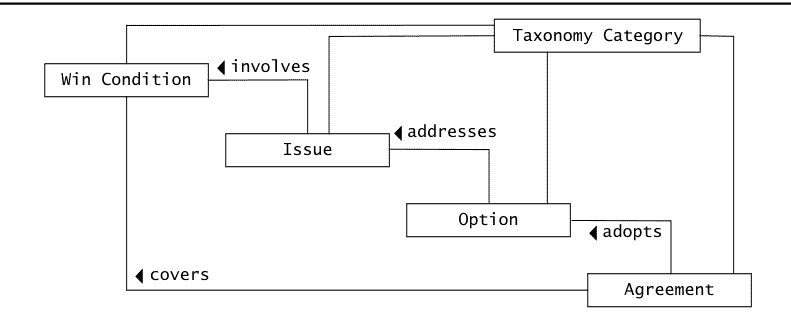 Taxonomy Category
Win Condition
involves
Issue
addresses
Option
adopts
covers
Agreement